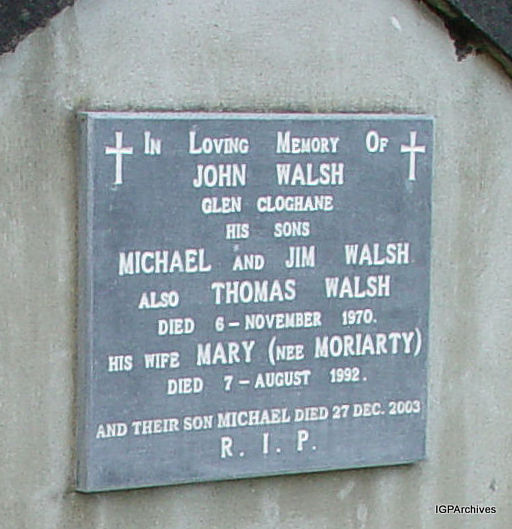 In Loving Memory Of
JOHN WALSH
GLEN CLOGHANE
HIS SONS
MICHAEL AND JIM WALSH
ALSO THOMAS WALSH
DIED 6 – NOVEMBER 1970.
HIS WIFE MARY (NEE MORIARTY)
DIED 7 – AUGUST 1992.
AND THEIR SON MICHAEL DIED 27 DEC. 2003
R. I. P.
IGPArchives